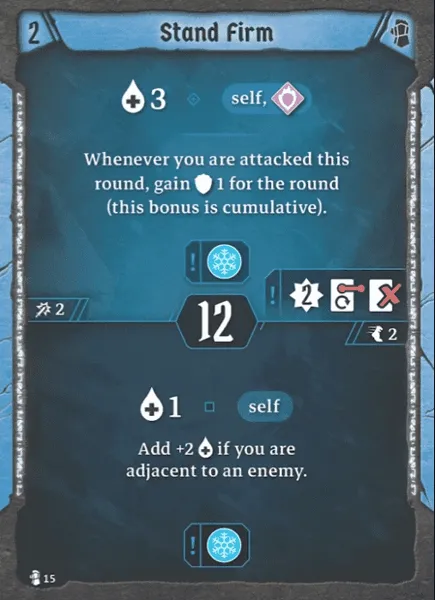 2 Stand Firm
3 self,
Whenever you are attacked this
round, gain 1 for the round
(this bonus is cumulative).
!
! 2
2
12
2
1 self
Add +2 if you are
adjacent to an enemy.
!
15